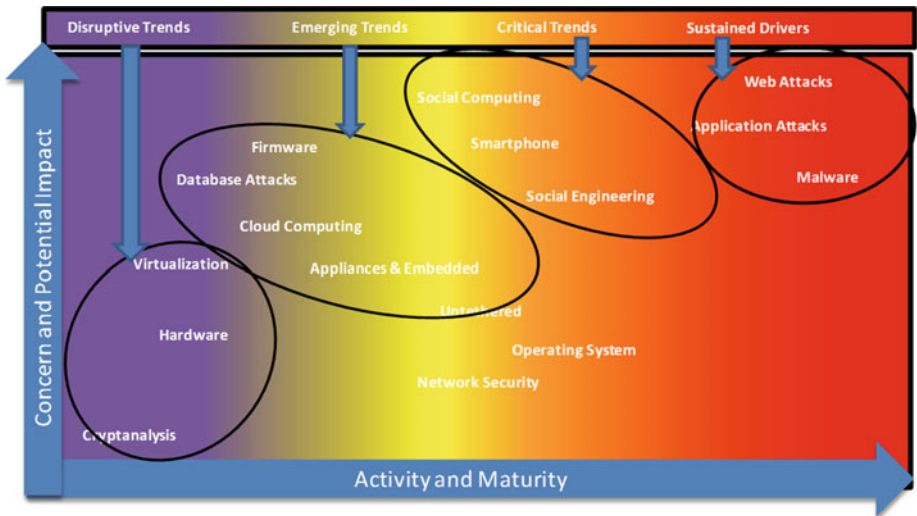 Disruptive Trends
Emerging Trends
Critical Trends
Sustained Drivers
Concern and Potential Impact
Web Attacks
Social Computing
Application Attacks
Smartphone
Firmware
Malware
Database Attacks
Social Engineering
Cloud Computing
Virtualization
Appliances & Embedded
Untethered
Hardware
Operating System
Network Security
Cryptanalysis
Activity and Maturity